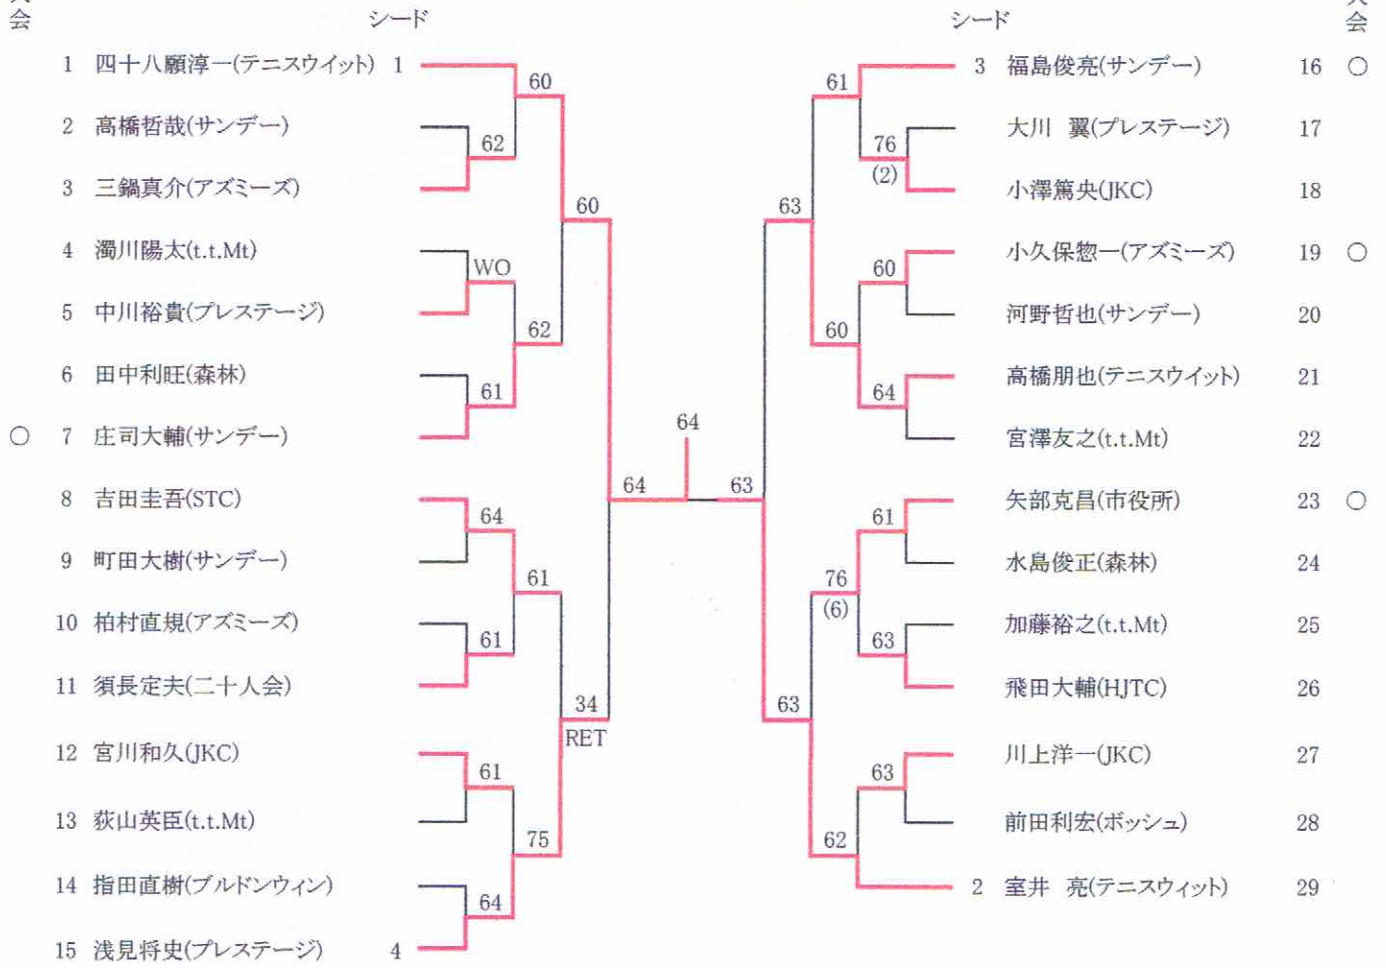 会 シード シード 会
1 四十八願淳一(テニスウイット) 1
60
61
3 福島俊亮(サンデー) 16 ○
2 高橋哲哉(サンデー)
62
76
(2)
大川 翼(プレステージ) 17
3 三鍋真介(アズミーズ)
小澤篤央(JKC) 18
60
63
4 濁川陽太(t.t.Mt)
WO
60
小久保惣一(アズミーズ) 19 ○
5 中川裕貴(プレステージ)
62
60
河野哲也(サンデー) 20
6 田中利旺(森林)
61
64
高橋朋也(テニスウイット) 21
○ 7 庄司大輔(サンデー)
64
宮澤友之(t.t.Mt) 22
64
63
8 吉田圭吾(STC)
64
61
矢部克昌(市役所) 23 ○
9 町田大樹(サンデー)
61
76
(6)
水島俊正(森林) 24
10 柏村直規(アズミーズ)
61
63
加藤裕之(t.t.Mt) 25
11 須長定夫(二十人会)
飛田大輔(HJTC) 26
34
RET
63
12 宮川和久(JKC)
61
63
川上洋一(JKC) 27
13 荻山英臣(t.t.Mt)
75
62
前田利宏(ボッシュ) 28
14 指田直樹(ブルドンウィン)
64
2 室井 亮(テニスウィット) 29
15 浅見将史(プレステージ) 4